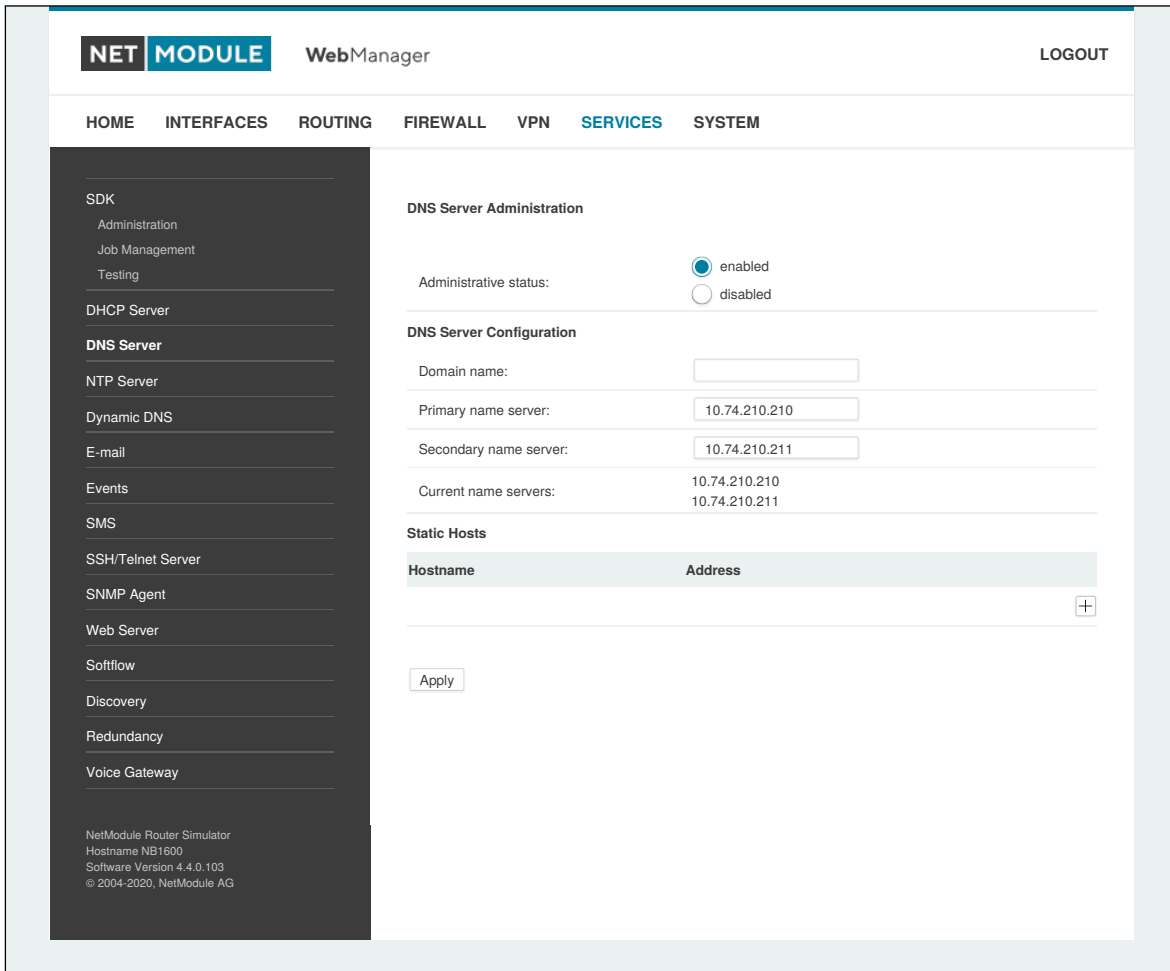 NET MODULE WebManager LOGOUT
HOME INTERFACES ROUTING FIREWALL VPN SERVICES SYSTEM
SDK
Administration
Job Management
Testing
DHCP Server
DNS Server
NTP Server
Dynamic DNS
E-mail
Events
SMS
SSH/Telnet Server
SNMP Agent
Web Server
Softflow
Discovery
Redundancy
Voice Gateway
NetModule Router Simulator
Hostname NB1600
Software Version 4.4.0.103
© 2004-2020, NetModule AG
DNS Server Administration
Administrative status:
enabled
disabled
DNS Server Configuration
Domain name:
Primary name server: 10.74.210.210
Secondary name server: 10.74.210.211
Current name servers:
10.74.210.210
10.74.210.211
Static Hosts
Hostname Address
Apply